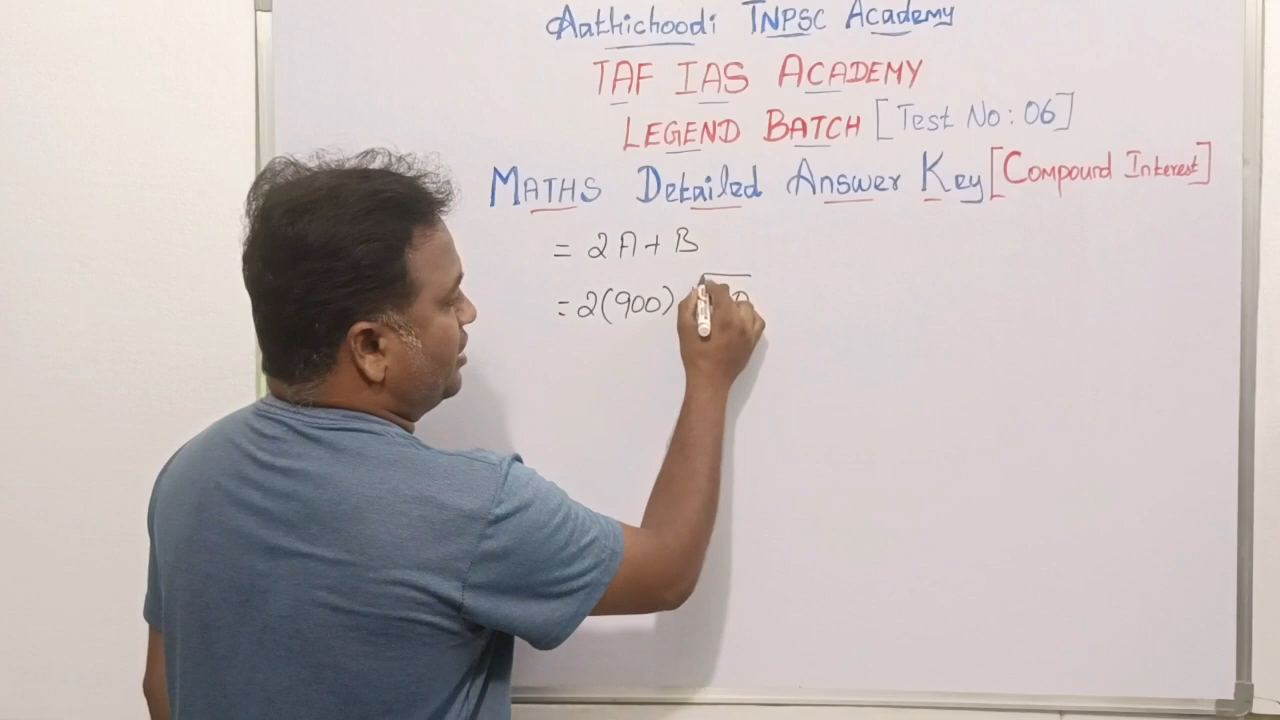 Aathichoodi TNPSC Academy
TAF IAS ACADEMY
LEGEND BATCH [Test No: 06]
MATHS Detailed Answer Key [Compound Interest]
= 2A + B
= 2(900)